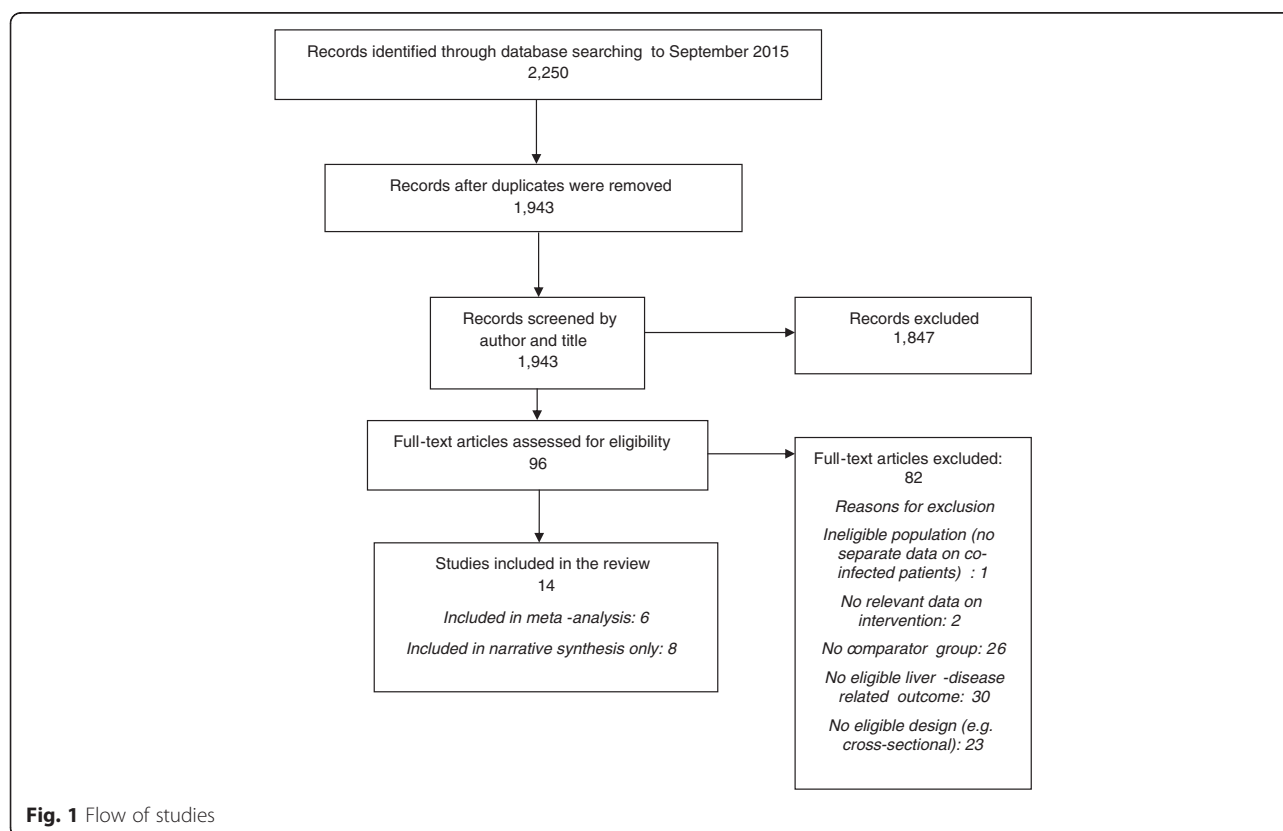 Records identified through database searching to September 2015
2,250
Records after duplicates were removed
1,943
Records screened by
author and title
1,943
Records excluded
1,847
Full-text articles assessed for eligibility
96
Full-text articles excluded:
82
Reasons for exclusion
Ineligible population (no
separate data on co-
infected patients) : 1
No relevant data on
intervention: 2
No comparator group: 26
No eligible liver -disease
related outcome: 30
No eligible design (e.g.
cross-sectional): 23
Studies included in the review
14
Included in meta -analysis: 6
Included in narrative synthesis only: 8
Fig. 1 Flow of studies